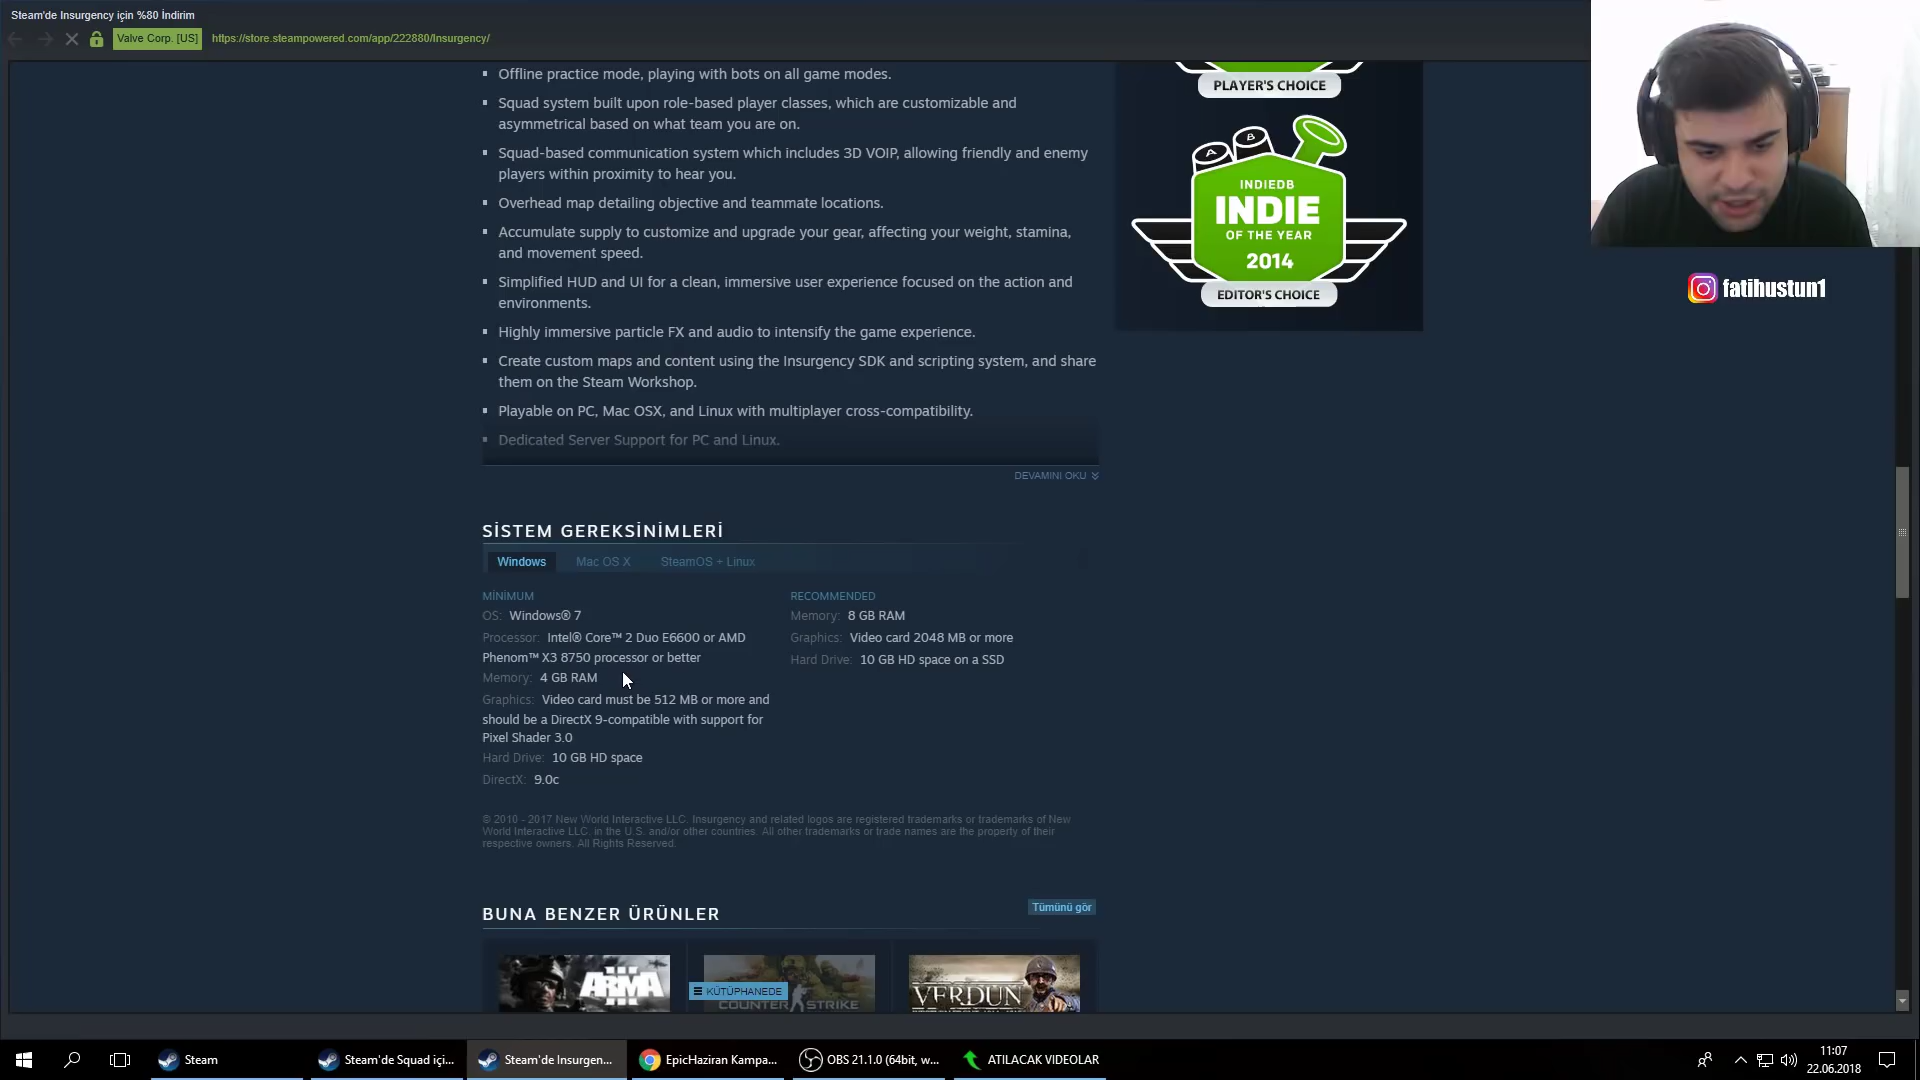 Steam'de Insurgency için %80 İndirim
Valve Corp. [US]
https://store.steampowered.com/app/222880/Insurgency/
Offline practice mode, playing with bots on all game modes.
Squad system built upon role-based player classes, which are customizable and
asymmetrical based on what team you are on.
Squad-based communication system which includes 3D VOIP, allowing friendly and enemy
players within proximity to hear you.
Overhead map detailing objective and teammate locations.
Accumulate supply to customize and upgrade your gear, affecting your weight, stamina,
and movement speed.
Simplified HUD and UI for a clean, immersive user experience focused on the action and
environments.
Highly immersive particle FX and audio to intensify the game experience.
Create custom maps and content using the Insurgency SDK and scripting system, and share
them on the Steam Workshop.
Playable on PC, Mac OSX, and Linux with multiplayer cross-compatibility.
Dedicated Server Support for PC and Linux.
DEVAMINI OKU
PLAYER'S CHOICE
A B
INDIEDB
INDIE
OF THE YEAR
2014
EDITOR'S CHOICE
fatihustun1
SİSTEM GEREKSİNİMLERİ
Windows
Mac OS X
SteamOS + Linux
MİNİMUM
OS: Windows® 7
Processor: Intel® Core™ 2 Duo E6600 or AMD
Phenom™ X3 8750 processor or better
Memory: 4 GB RAM
Graphics: Video card must be 512 MB or more and
should be a DirectX 9-compatible with support for
Pixel Shader 3.0
Hard Drive: 10 GB HD space
DirectX: 9.0c
RECOMMENDED
Memory: 8 GB RAM
Graphics: Video card 2048 MB or more
Hard Drive: 10 GB HD space on a SSD
© 2010 - 2017 New World Interactive LLC. Insurgency and related logos are registered trademarks or trademarks of New
World Interactive LLC. in the U.S. and/or other countries. All other trademarks or trade names are the property of their
respective owners. All Rights Reserved.
BUNA BENZER ÜRÜNLER
Tümünü gör
ARMA III
KÜTÜPHANEDE
COUNTER STRIKE
VERDUN
Steam
Steam'de Squad içi...
Steam'de Insurgen...
EpicHaziran Kampa...
OBS 21.1.0 (64bit, w...
ATILACAK VIDEOLAR
11:07
22.06.2018